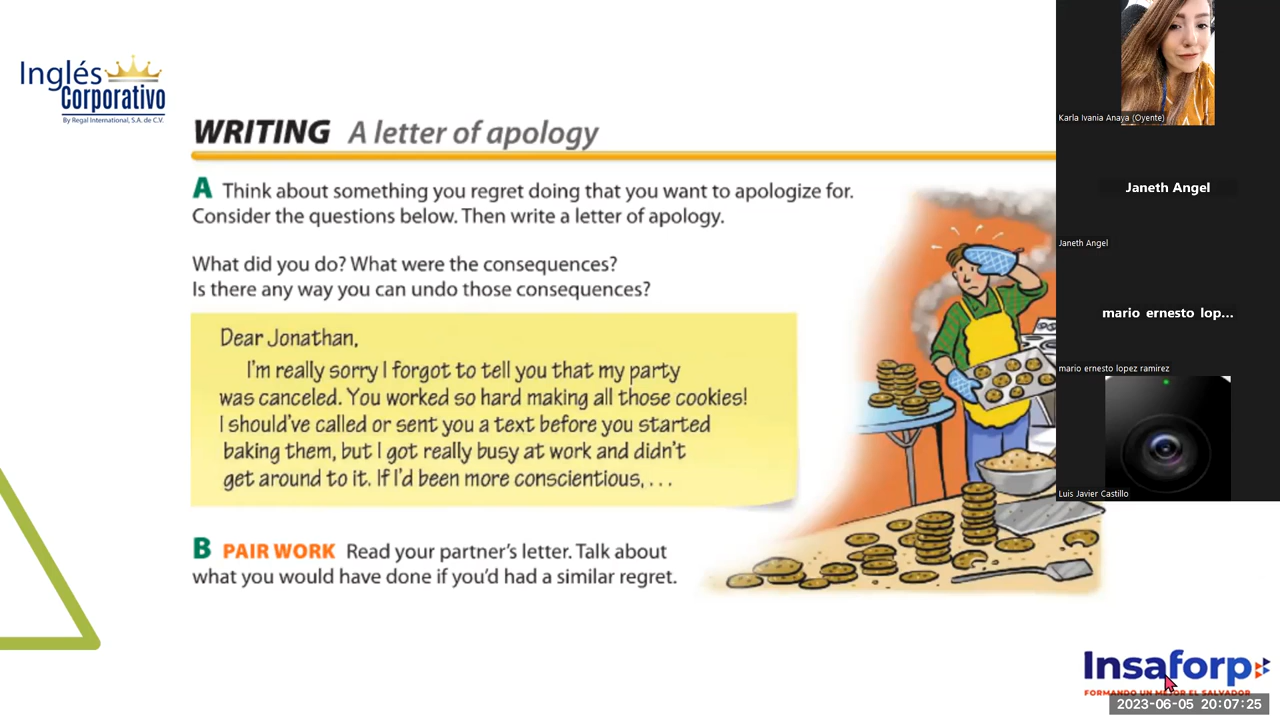 Inglés
Corporativo
By Regal International, S.A. de C.V.
WRITING A letter of apology
A Think about something you regret doing that you want to apologize for.
Consider the questions below. Then write a letter of apology.
What did you do? What were the consequences?
Is there any way you can undo those consequences?
Dear Jonathan,
I'm really sorry I forgot to tell you that my party
was canceled. You worked so hard making all those cookies!
I should've called or sent you a text before you started
baking them, but I got really busy at work and didn't
get around to it. If I'd been more conscientious, . . .
B PAIR WORK Read your partner's letter. Talk about
what you would have done if you'd had a similar regret.
Karla Ivania Anaya (Oyente)
Janeth Angel
Janeth Angel
mario ernesto lop...
mario ernesto lopez ramirez
Luis Javier Castillo
Insaforp
FORMANDO UN MEJOR EL SALVADOR
2023-06-05 20:07:25